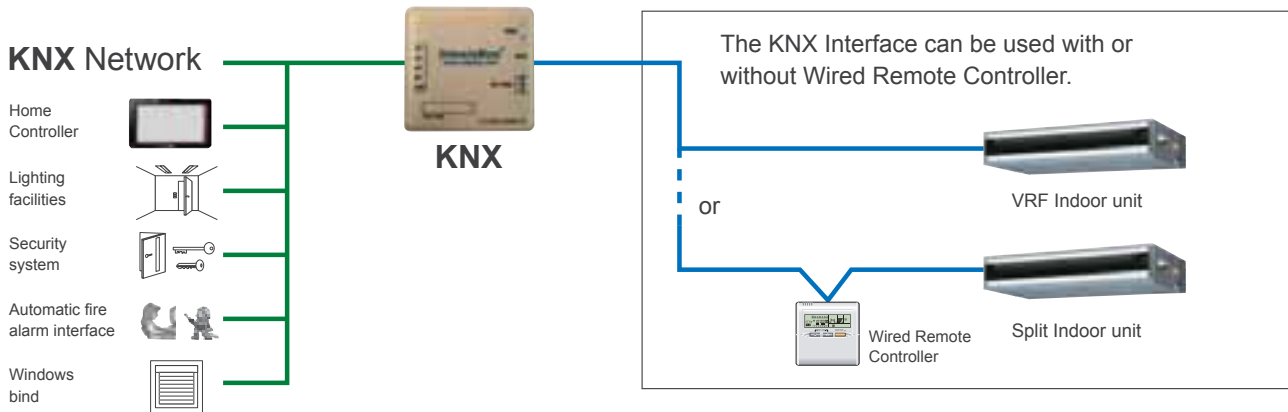 KNX Network
Home
Controller
Lighting
facilities
Security
system
Automatic fire
alarm interface
Windows
bind
KNX
The KNX Interface can be used with or
without Wired Remote Controller.
or
VRF Indoor unit
Wired Remote
Controller
Split Indoor unit